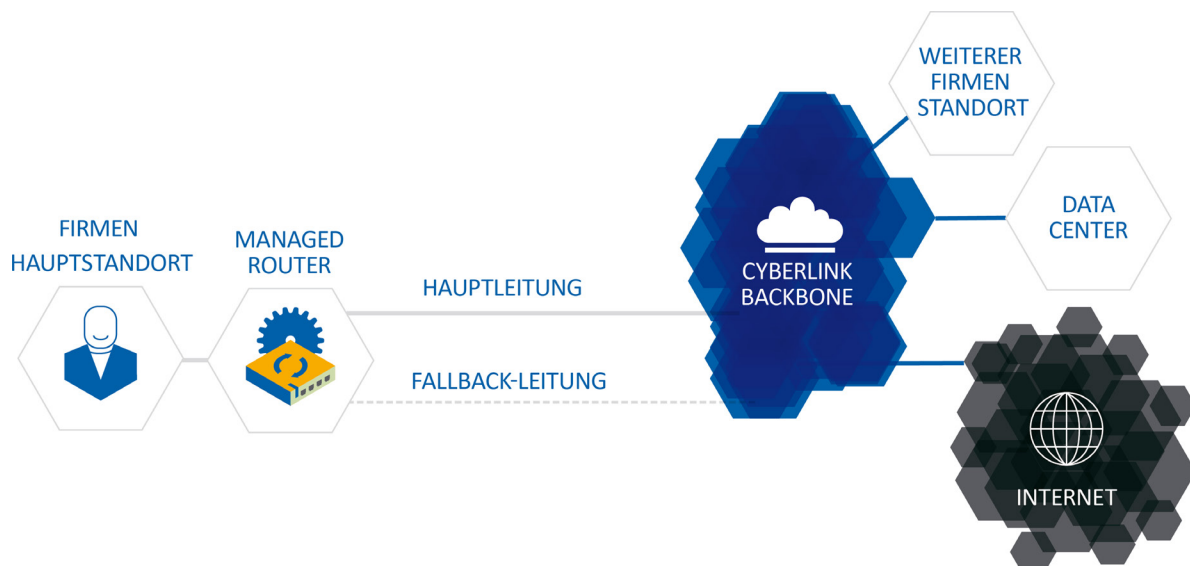 FIRMEN
HAUPTSTANDORT
MANAGED
ROUTER
HAUPTLEITUNG
FALLBACK-LEITUNG
CYBERLINK
BACKBONE
WEITERER
FIRMEN
STANDORT
DATA
CENTER
INTERNET